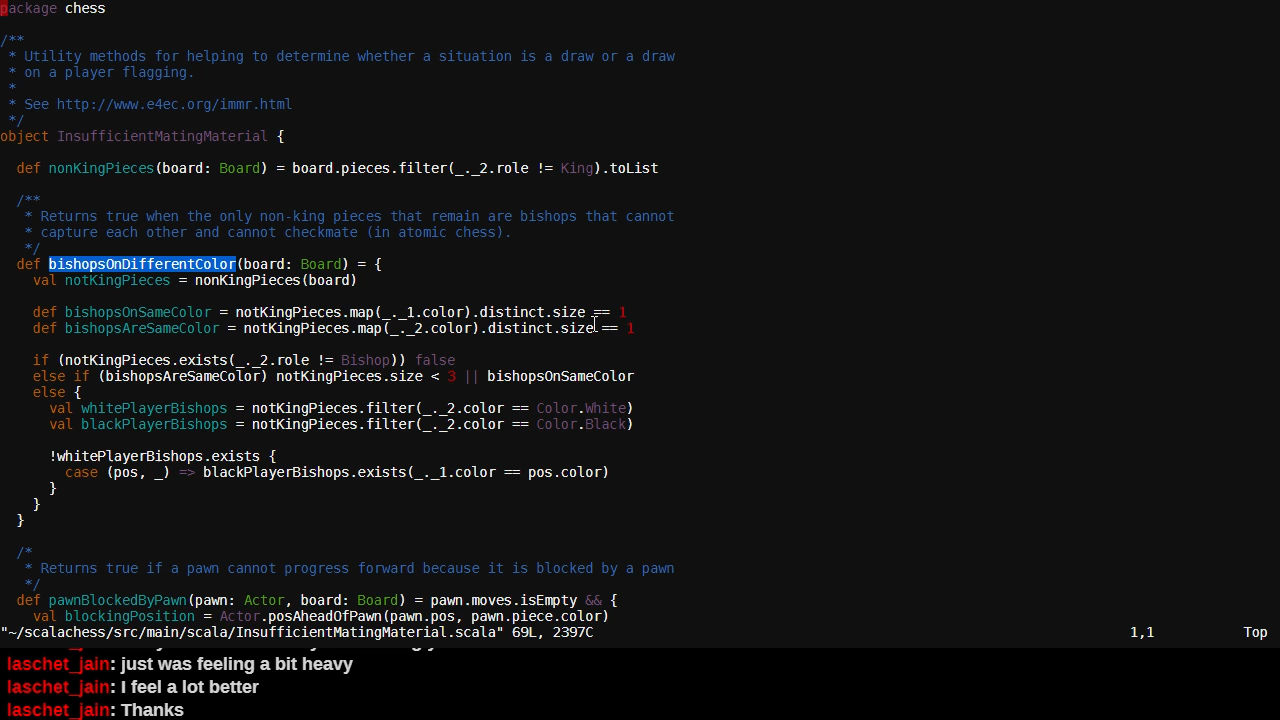 package chess
/**
 * Utility methods for helping to determine whether a situation is a draw or a draw
 * on a player flagging.
 *
 * See http://www.e4ec.org/immr.html
 */
object InsufficientMatingMaterial {
  def nonKingPieces(board: Board) = board.pieces.filter(_._2.role != King).toList
  /**
   * Returns true when the only non-king pieces that remain are bishops that cannot
   * capture each other and cannot checkmate (in atomic chess).
   */
  def bishopsOnDifferentColor(board: Board) = {
    val notKingPieces = nonKingPieces(board)
    def bishopsOnSameColor = notKingPieces.map(_._1.color).distinct.size == 1
    def bishopsAreSameColor = notKingPieces.map(_._2.color).distinct.size == 1
    if (notKingPieces.exists(_._2.role != Bishop)) false
    else if (bishopsAreSameColor) notKingPieces.size < 3 || bishopsOnSameColor
    else {
      val whitePlayerBishops = notKingPieces.filter(_._2.color == Color.White)
      val blackPlayerBishops = notKingPieces.filter(_._2.color == Color.Black)
      !whitePlayerBishops.exists {
        case (pos, _) => blackPlayerBishops.exists(_._1.color == pos.color)
      }
    }
  }
  /*
   * Returns true if a pawn cannot progress forward because it is blocked by a pawn
   */
  def pawnBlockedByPawn(pawn: Actor, board: Board) = pawn.moves.isEmpty && {
    val blockingPosition = Actor.posAheadOfPawn(pawn.pos, pawn.piece.color)
"~/scalachess/src/main/scala/InsufficientMatingMaterial.scala" 69L, 2397C 1,1 Top
laschet_jain: just was feeling a bit heavy
laschet_jain: I feel a lot better
laschet_jain: Thanks